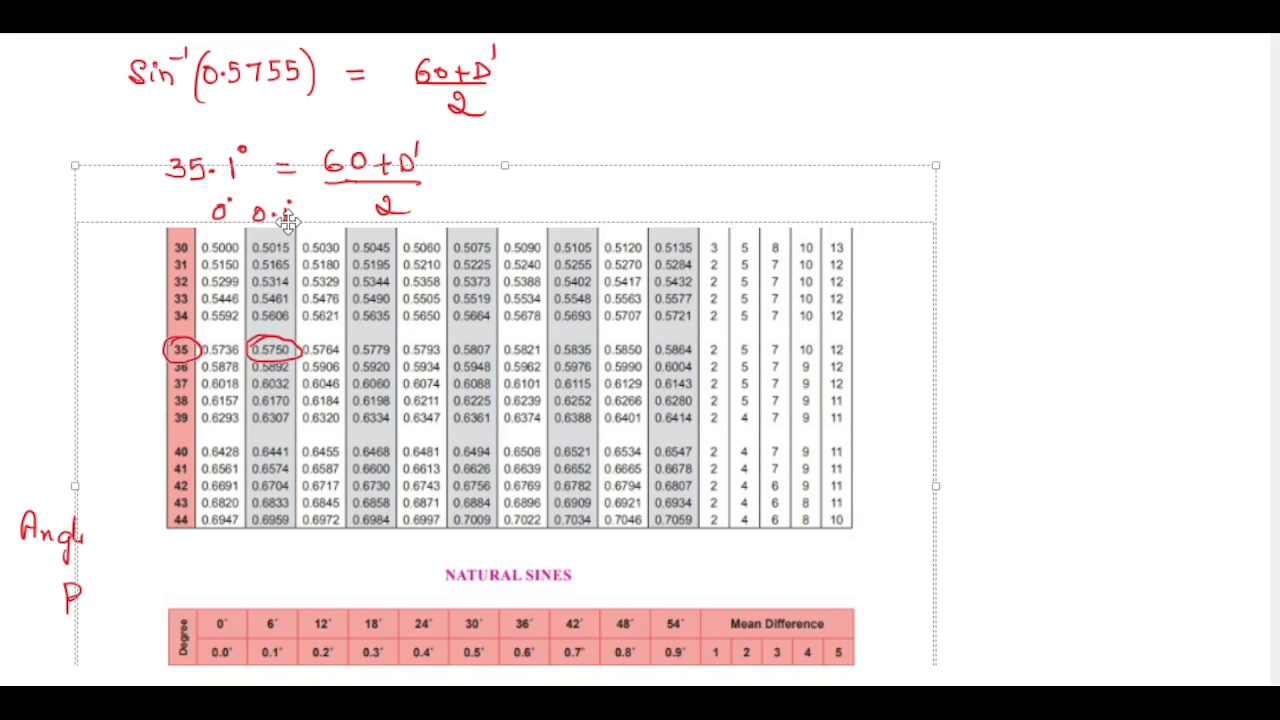 Sin⁻¹(0.5755) = 60+D'
2
35.1° = 60+D'
2
0° 0.1°
30 0.5000 0.5015 0.5030 0.5045 0.5060 0.5075 0.5090 0.5105 0.5120 0.5135 3 5 8 10 13
31 0.5150 0.5165 0.5180 0.5195 0.5210 0.5225 0.5240 0.5255 0.5270 0.5284 2 5 7 10 12
32 0.5299 0.5314 0.5329 0.5344 0.5358 0.5373 0.5388 0.5402 0.5417 0.5432 2 5 7 10 12
33 0.5446 0.5461 0.5476 0.5490 0.5505 0.5519 0.5534 0.5548 0.5563 0.5577 2 5 7 10 12
34 0.5592 0.5606 0.5621 0.5635 0.5650 0.5664 0.5678 0.5693 0.5707 0.5721 2 5 7 10 12
35 0.5736 0.5750 0.5764 0.5779 0.5793 0.5807 0.5821 0.5835 0.5850 0.5864 2 5 7 10 12
36 0.5878 0.5892 0.5906 0.5920 0.5934 0.5948 0.5962 0.5976 0.5990 0.6004 2 5 7 9 12
37 0.6018 0.6032 0.6046 0.6060 0.6074 0.6088 0.6101 0.6115 0.6129 0.6143 2 5 7 9 12
38 0.6157 0.6170 0.6184 0.6198 0.6211 0.6225 0.6239 0.6252 0.6266 0.6280 2 5 7 9 11
39 0.6293 0.6307 0.6320 0.6334 0.6347 0.6361 0.6374 0.6388 0.6401 0.6414 2 4 7 9 11
40 0.6428 0.6441 0.6455 0.6468 0.6481 0.6494 0.6508 0.6521 0.6534 0.6547 2 4 7 9 11
41 0.6561 0.6574 0.6587 0.6600 0.6613 0.6626 0.6639 0.6652 0.6665 0.6678 2 4 7 9 11
42 0.6691 0.6704 0.6717 0.6730 0.6743 0.6756 0.6769 0.6782 0.6794 0.6807 2 4 6 9 11
43 0.6820 0.6833 0.6845 0.6858 0.6871 0.6884 0.6896 0.6909 0.6921 0.6934 2 4 6 8 11
44 0.6947 0.6959 0.6972 0.6984 0.6997 0.7009 0.7022 0.7034 0.7046 0.7059 2 4 6 8 10
Angl
P
NATURAL SINES
Degree 0´ 6´ 12´ 18´ 24´ 30´ 36´ 42´ 48´ 54´ Mean Difference
0.0° 0.1° 0.2° 0.3° 0.4° 0.5° 0.6° 0.7° 0.8° 0.9° 1 2 3 4 5